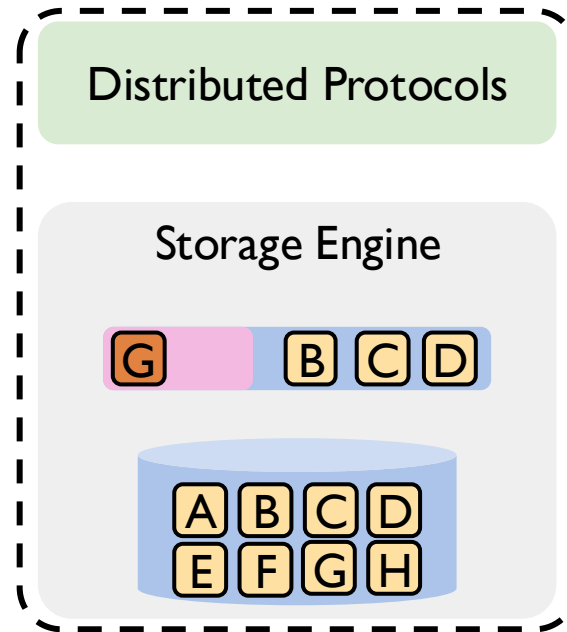 Distributed Protocols
Storage Engine
G B C D
A B C D
E F G H